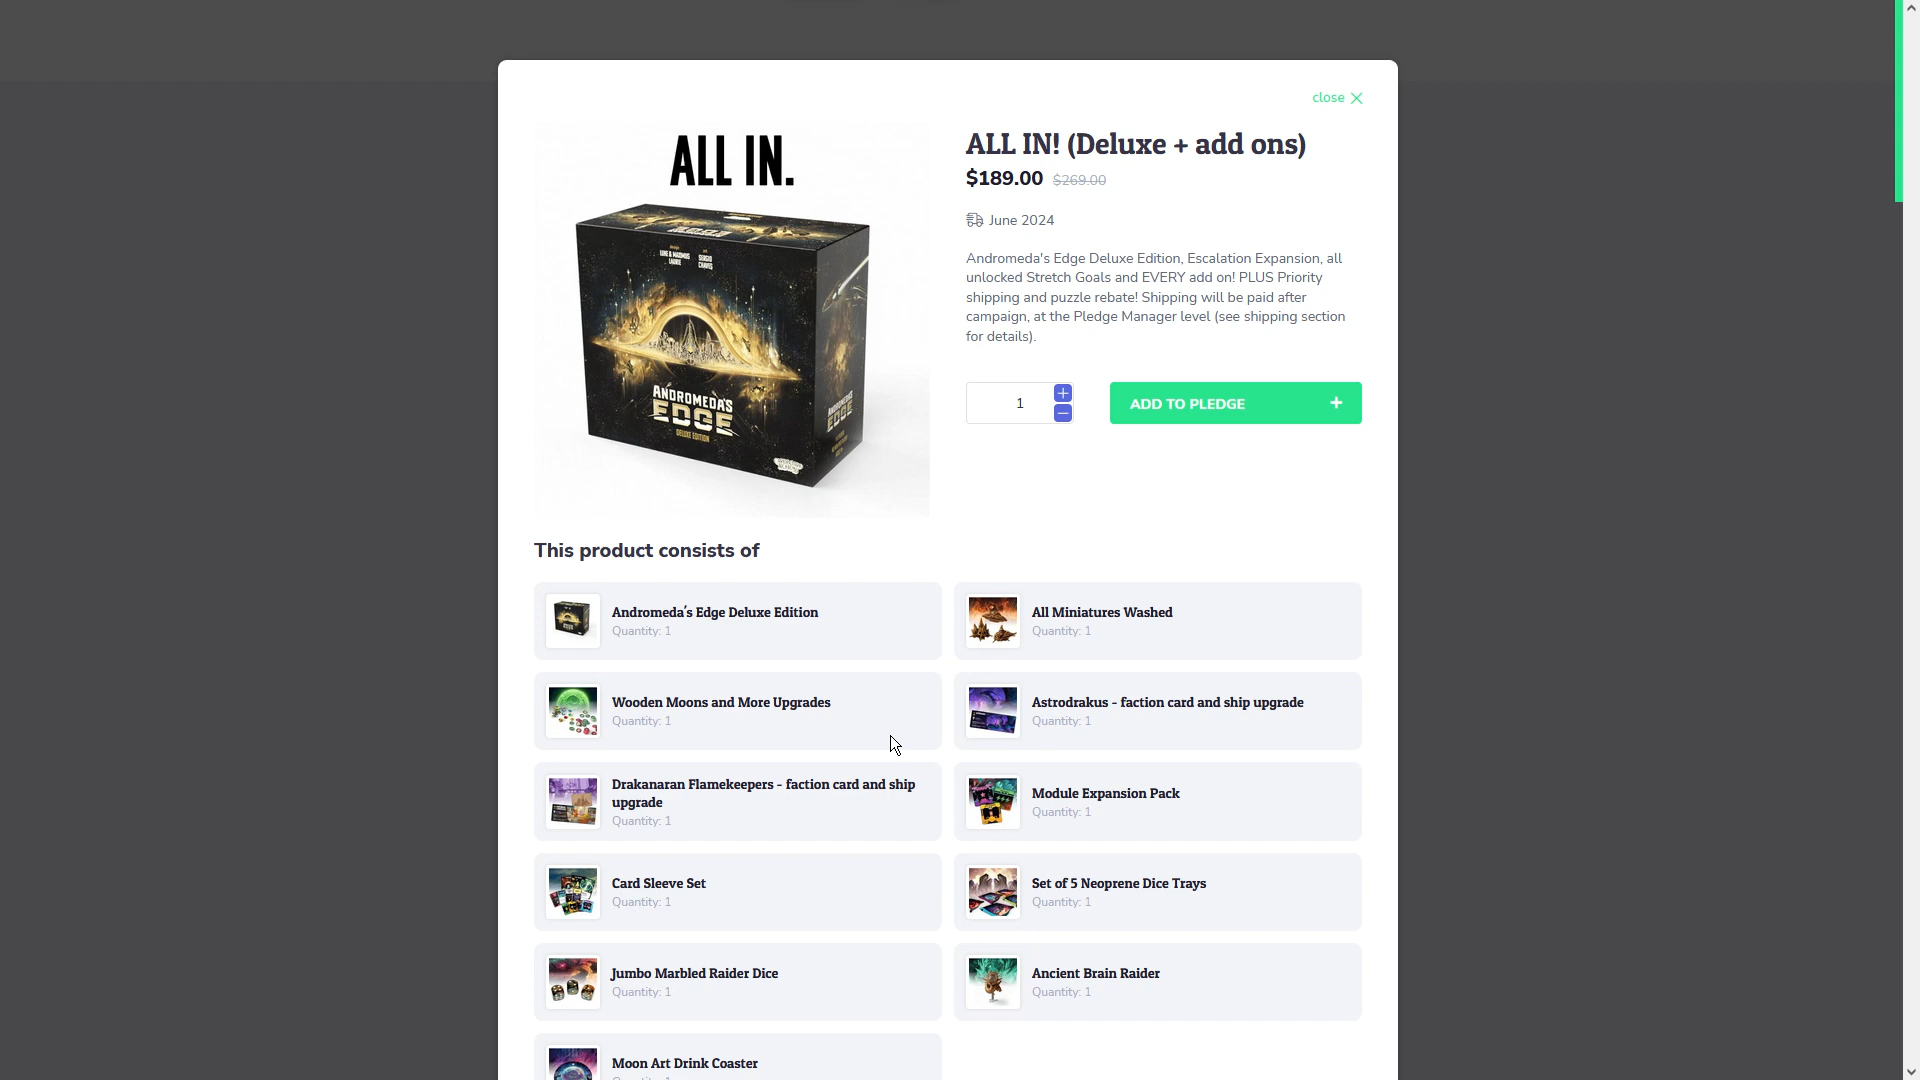 close
ALL IN.
ANDROMEDA'S
EDGE
DELUXE EDITION
ANDROMEDA'S
EDGE
ALL IN! (Deluxe + add ons)
$189.00 $269.00
June 2024
Andromeda's Edge Deluxe Edition, Escalation Expansion, all
unlocked Stretch Goals and EVERY add on! PLUS Priority
shipping and puzzle rebate! Shipping will be paid after
campaign, at the Pledge Manager level (see shipping section
for details).
1
ADD TO PLEDGE
This product consists of
Andromeda's Edge Deluxe Edition
Quantity: 1
All Miniatures Washed
Quantity: 1
Wooden Moons and More Upgrades
Quantity: 1
Astrodrakus - faction card and ship upgrade
Quantity: 1
Drakanaran Flamekeepers - faction card and ship
upgrade
Quantity: 1
Module Expansion Pack
Quantity: 1
Card Sleeve Set
Quantity: 1
Set of 5 Neoprene Dice Trays
Quantity: 1
Jumbo Marbled Raider Dice
Quantity: 1
Ancient Brain Raider
Quantity: 1
Moon Art Drink Coaster